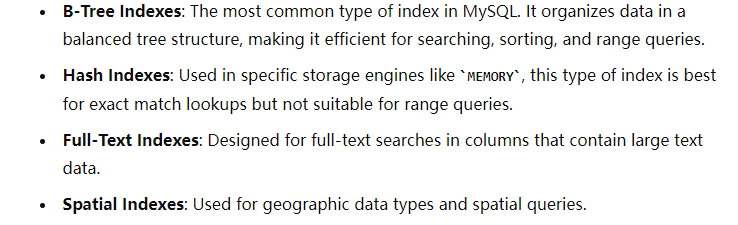 • B-Tree Indexes: The most common type of index in MySQL. It organizes data in a
balanced tree structure, making it efficient for searching, sorting, and range queries.
• Hash Indexes: Used in specific storage engines like `MEMORY`, this type of index is best
for exact match lookups but not suitable for range queries.
• Full-Text Indexes: Designed for full-text searches in columns that contain large text
data.
• Spatial Indexes: Used for geographic data types and spatial queries.